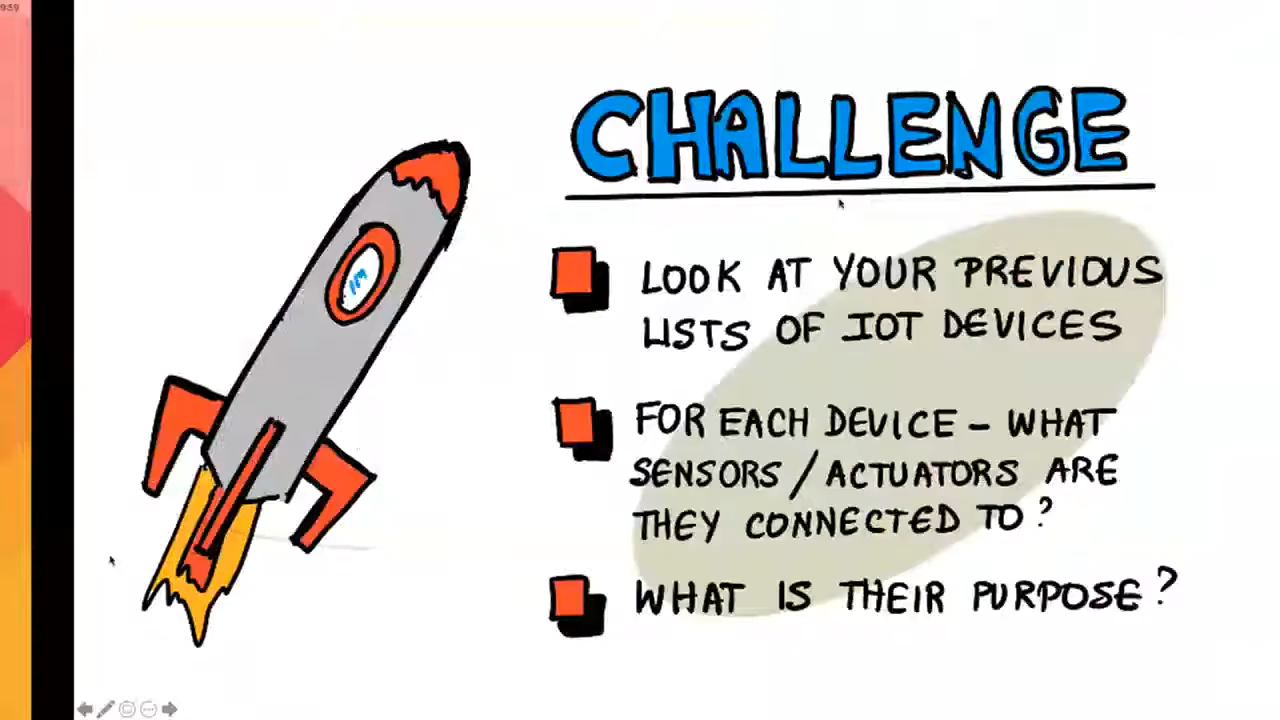 CHALLENGE
LOOK AT YOUR PREVIOUS
LISTS OF IOT DEVICES
FOR EACH DEVICE - WHAT
SENSORS / ACTUATORS ARE
THEY CONNECTED TO?
WHAT IS THEIR PURPOSE?